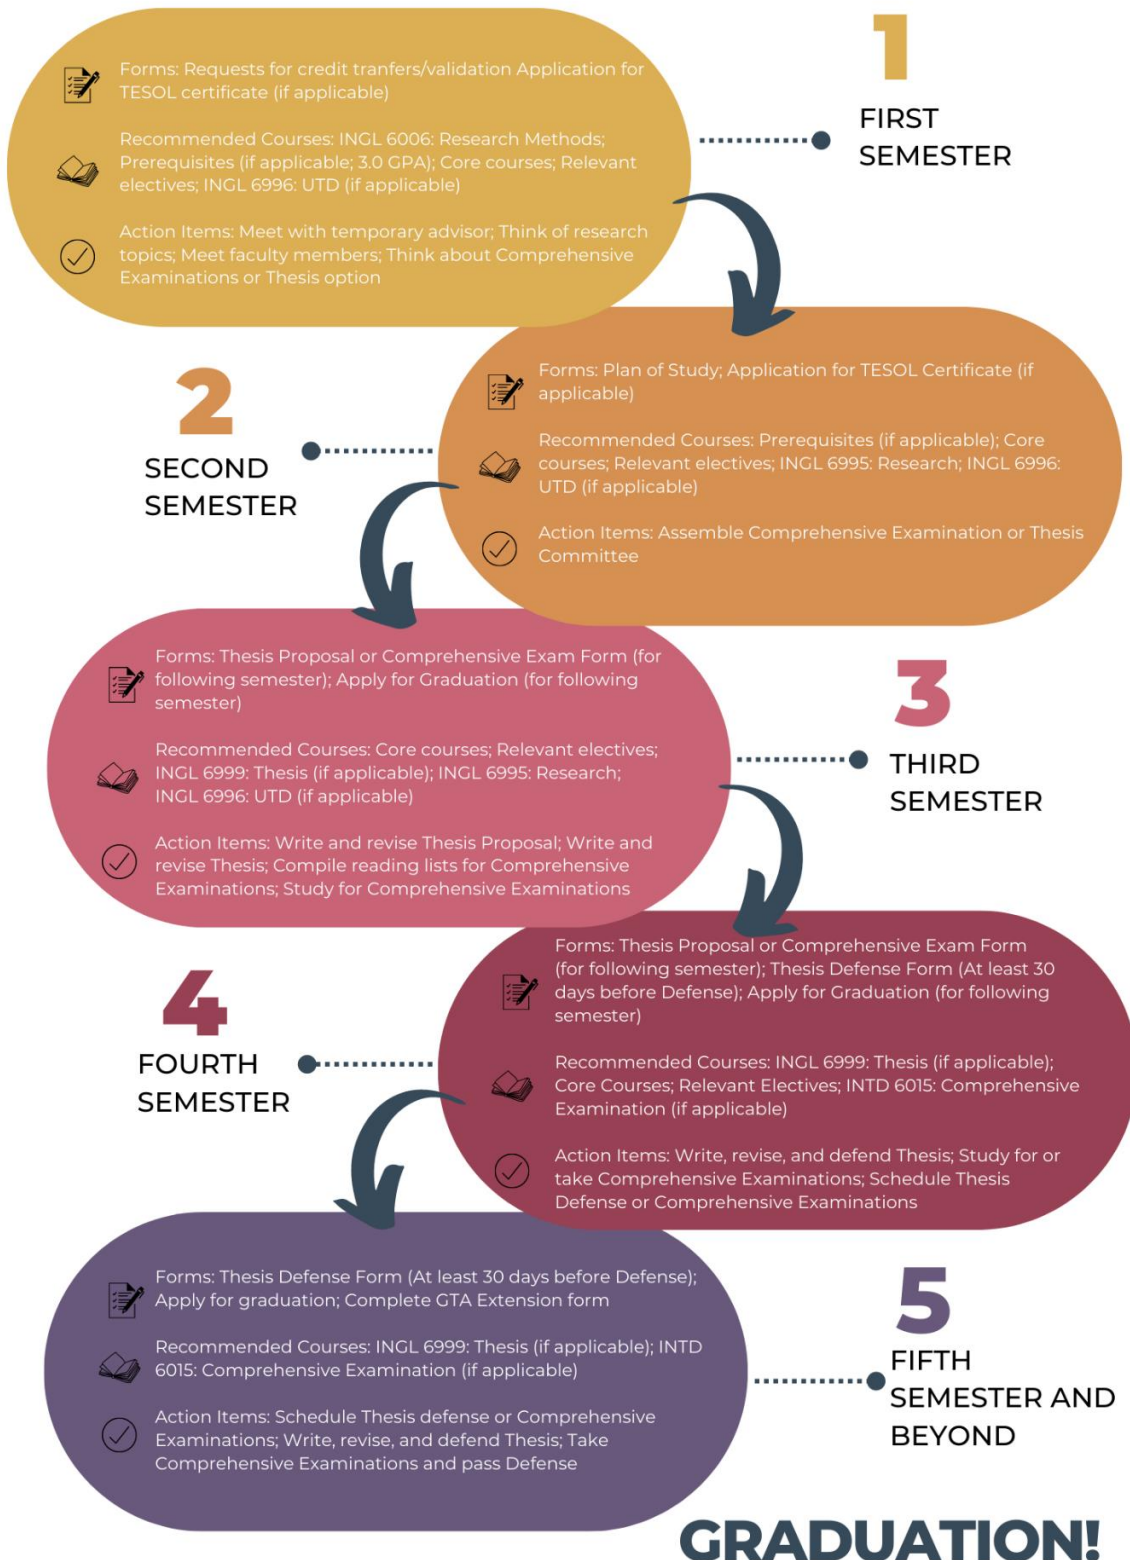 1
FIRST
SEMESTER
Forms: Requests for credit tranfers/validation Application for
TESOL certificate (if applicable)
Recommended Courses: INGL 6006: Research Methods;
Prerequisites (if applicable; 3.0 GPA); Core courses; Relevant
electives; INGL 6996: UTD (if applicable)
Action Items: Meet with temporary advisor; Think of research
topics; Meet faculty members; Think about Comprehensive
Examinations or Thesis option
2
SECOND
SEMESTER
Forms: Plan of Study; Application for TESOL Certificate (if
applicable)
Recommended Courses: Prerequisites (if applicable); Core
courses; Relevant electives; INGL 6995: Research; INGL 6996:
UTD (if applicable)
Action Items: Assemble Comprehensive Examination or Thesis
Committee
3
THIRD
SEMESTER
Forms: Thesis Proposal or Comprehensive Exam Form (for
following semester); Apply for Graduation (for following
semester)
Recommended Courses: Core courses; Relevant electives;
INGL 6999: Thesis (if applicable); INGL 6995: Research;
INGL 6996: UTD (if applicable)
Action Items: Write and revise Thesis Proposal; Write and
revise Thesis; Compile reading lists for Comprehensive
Examinations; Study for Comprehensive Examinations
4
FOURTH
SEMESTER
Forms: Thesis Proposal or Comprehensive Exam Form
(for following semester); Thesis Defense Form (At least 30
days before Defense); Apply for Graduation (for following
semester)
Recommended Courses: INGL 6999: Thesis (if applicable);
Core Courses; Relevant Electives; INTD 6015: Comprehensive
Examination (if applicable)
Action Items: Write, revise, and defend Thesis; Study for or
take Comprehensive Examinations; Schedule Thesis
Defense or Comprehensive Examinations
5
FIFTH
SEMESTER AND
BEYOND
Forms: Thesis Defense Form (At least 30 days before Defense);
Apply for graduation; Complete GTA Extension form
Recommended Courses: INGL 6999: Thesis (if applicable); INTD
6015: Comprehensive Examination (if applicable)
Action Items: Schedule Thesis defense or Comprehensive
Examinations; Write, revise, and defend Thesis; Take
Comprehensive Examinations and pass Defense
GRADUATION!